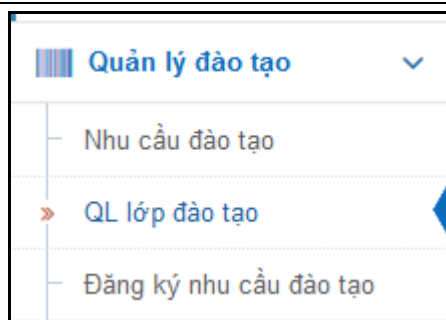 Quản lý đào tạo
Nhu cầu đào tạo
QL lớp đào tạo
Đăng ký nhu cầu đào tạo